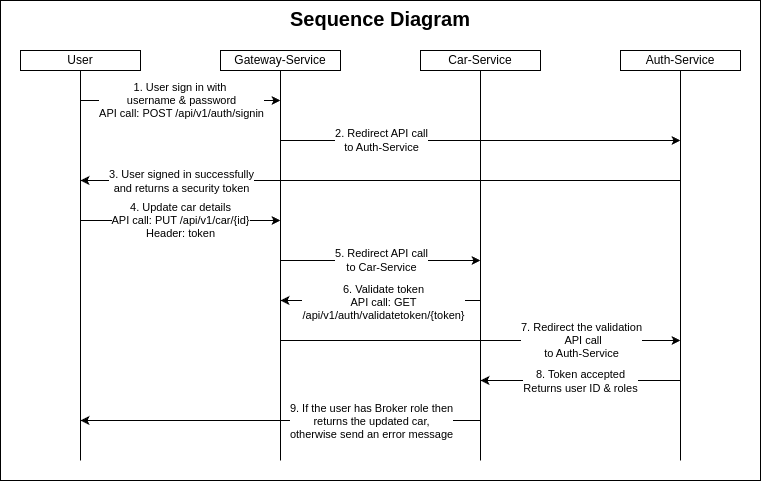 Sequence Diagram
User
Gateway-Service
Car-Service
Auth-Service
1. User sign in with
username & password
API call: POST /api/v1/auth/signin
2. Redirect API call
to Auth-Service
3. User signed in successfully
and returns a security token
4. Update car details
API call: PUT /api/v1/car/{id}
Header: token
5. Redirect API call
to Car-Service
6. Validate token
API call: GET
/api/v1/auth/validatetoken/{token}
7. Redirect the validation
API call
to Auth-Service
8. Token accepted
Returns user ID & roles
9. If the user has Broker role then
returns the updated car,
otherwise send an error message